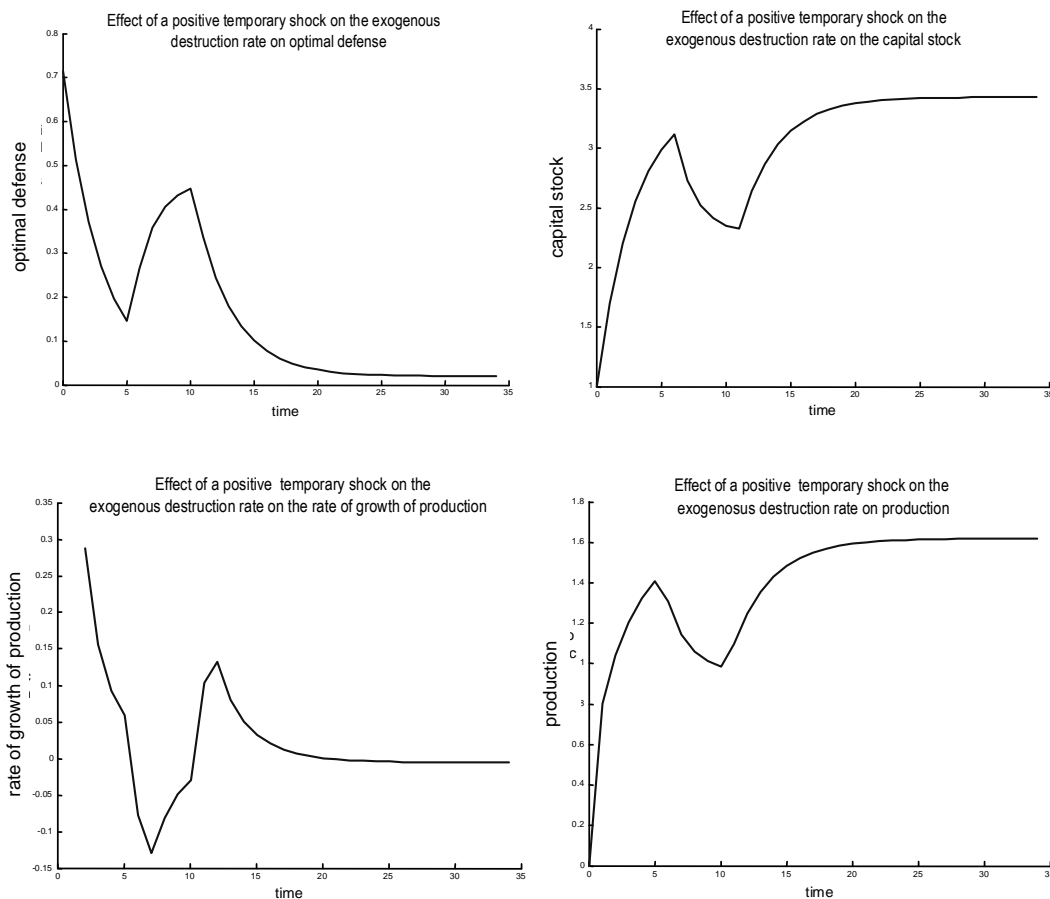 Effect of a positive temporary shock on the exogenous
destruction rate on optimal defense
0.8
0.7
0.6
0.5
0.4
0.3
0.2
0.1
0
optimal defense
0 5 10 15 20 25 30 35
time
Effect of a positive temporary shock on the
exogenous destruction rate on the capital stock
4
3.5
3
2.5
2
1.5
1
capital stock
0 5 10 15 20 25 30 35
time
Effect of a positive temporary shock on the
exogenous destruction rate on the rate of growth of production
0.35
0.3
0.25
0.2
0.15
0.1
0.05
0
-0.05
-0.1
-0.15
rate of growth of production
0 5 10 15 20 25 30 35
time
Effect of a positive temporary shock on the
exogenosus destruction rate on production
1.8
1.6
1.4
1.2
1
0.6
0.4
0.2
0
production
0 5 10 15 20 25 30 35
time